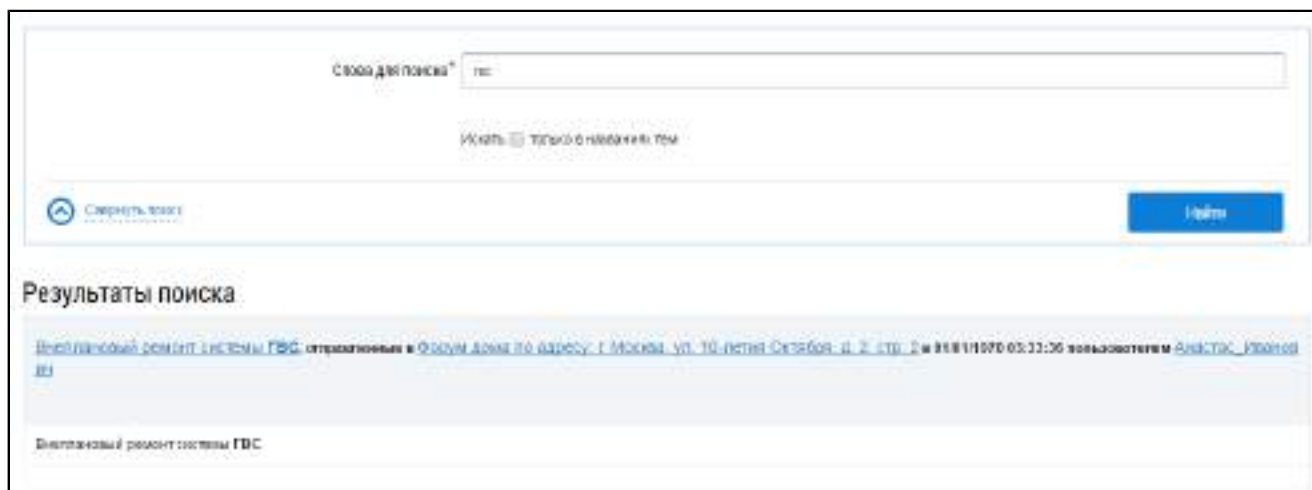 Слова для поиска* гвс
Искать только в названиях тем
Свернуть поиск
Найти
Результаты поиска
Внеплановый ремонт системы ГВС, отправленные в Форум дома по адресу: г. Москва, ул. 10-летия Октября, д. 2, стр. 2 в 01/01/1970 03:33:36 пользователем Анастас_Иванов
Внеплановый ремонт системы ГВС